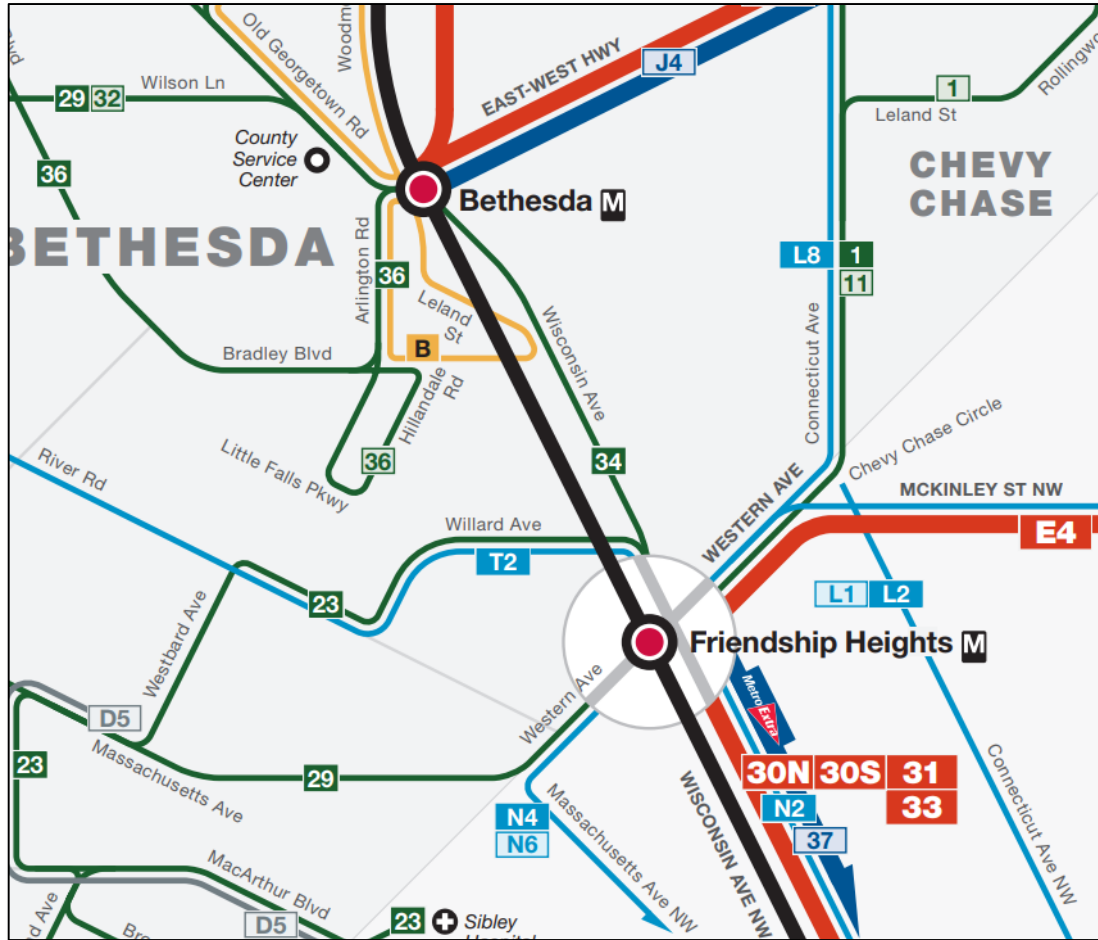 Blvd
Old Georgetown Rd
29
32
Wilson Ln
EAST-WEST HWY
J4
1
Leland St
County
Service
Center
36
CHEVY
CHASE
Bethesda M
BETHESDA
Arlington Rd
36
Leland
St
Wisconsin Ave
L8
1
11
Connecticut Ave
B
Bradley Blvd
Hillandale
Rd
36
Little Falls Pkwy
34
Chevy Chase Circle
River Rd
WESTERN AVE
MCKINLEY ST NW
E4
Willard Ave
T2
23
L1
L2
Westbard Ave
Friendship Heights M
Western Ave
Metro Extra
D5
23
Massachusetts Ave
29
30N
30S
31
33
N2
37
N4
N6
Massachusetts Ave NW
WISCONSIN AVE NW
Connecticut Ave NW
MacArthur Blvd
D5
23
Sibley